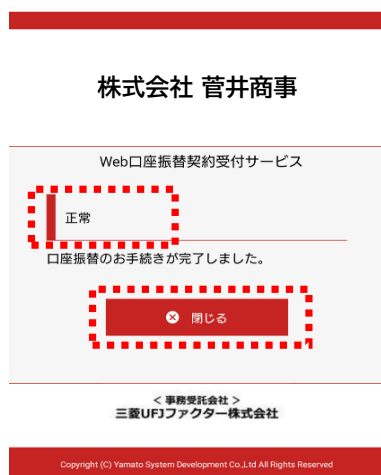 株式会社 菅井商事
Web口座振替契約受付サービス
正常
口座振替のお手続きが完了しました。
閉じる
< 事務受託会社 >
三菱UFJファクター株式会社
Copyright (C) Yamato System Development Co.,Ltd All Rights Reserved